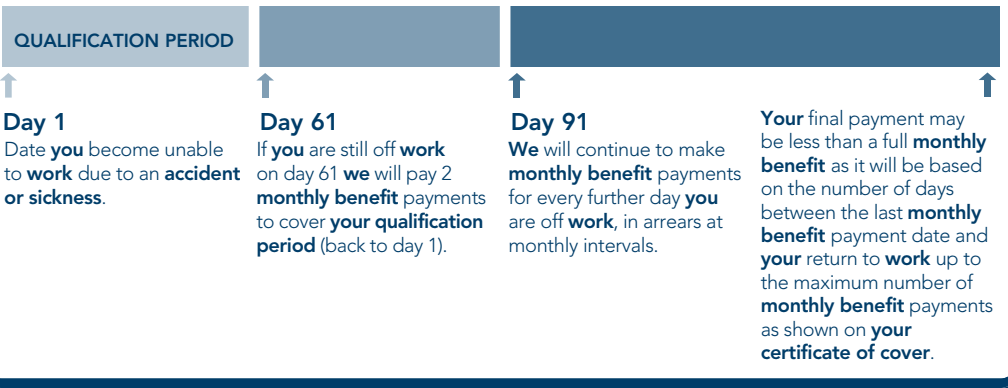 QUALIFICATION PERIOD
Day 1
Date you become unable
to work due to an accident
or sickness.
Day 61
If you are still off work
on day 61 we will pay 2
monthly benefit payments
to cover your qualification
period (back to day 1).
Day 91
We will continue to make
monthly benefit payments
for every further day you
are off work, in arrears at
monthly intervals.
Your final payment may
be less than a full monthly
benefit as it will be based
on the number of days
between the last monthly
benefit payment date and
your return to work up to
the maximum number of
monthly benefit payments
as shown on your
certificate of cover.